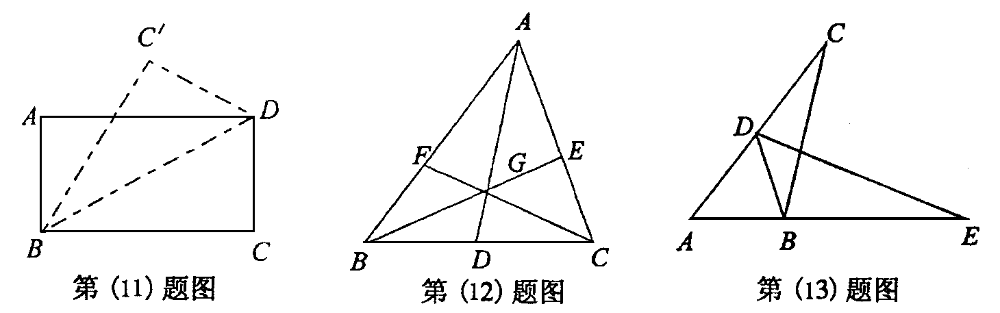 C′
A D
B C
第（11）题图
A
F G E
B D C
第（12）题图
C
D
A B E
第（13）题图